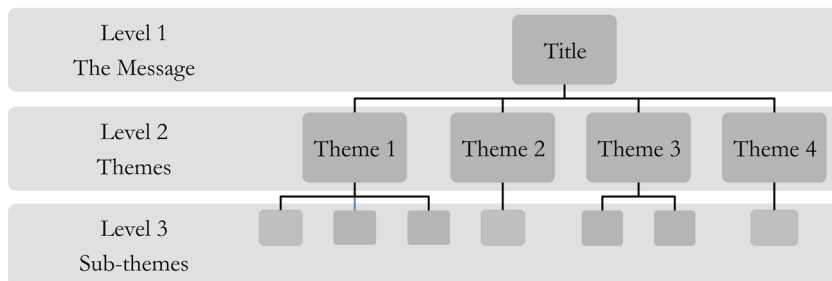 Level 1
The Message
Title
Level 2
Themes
Theme 1
Theme 2
Theme 3
Theme 4
Level 3
Sub-themes